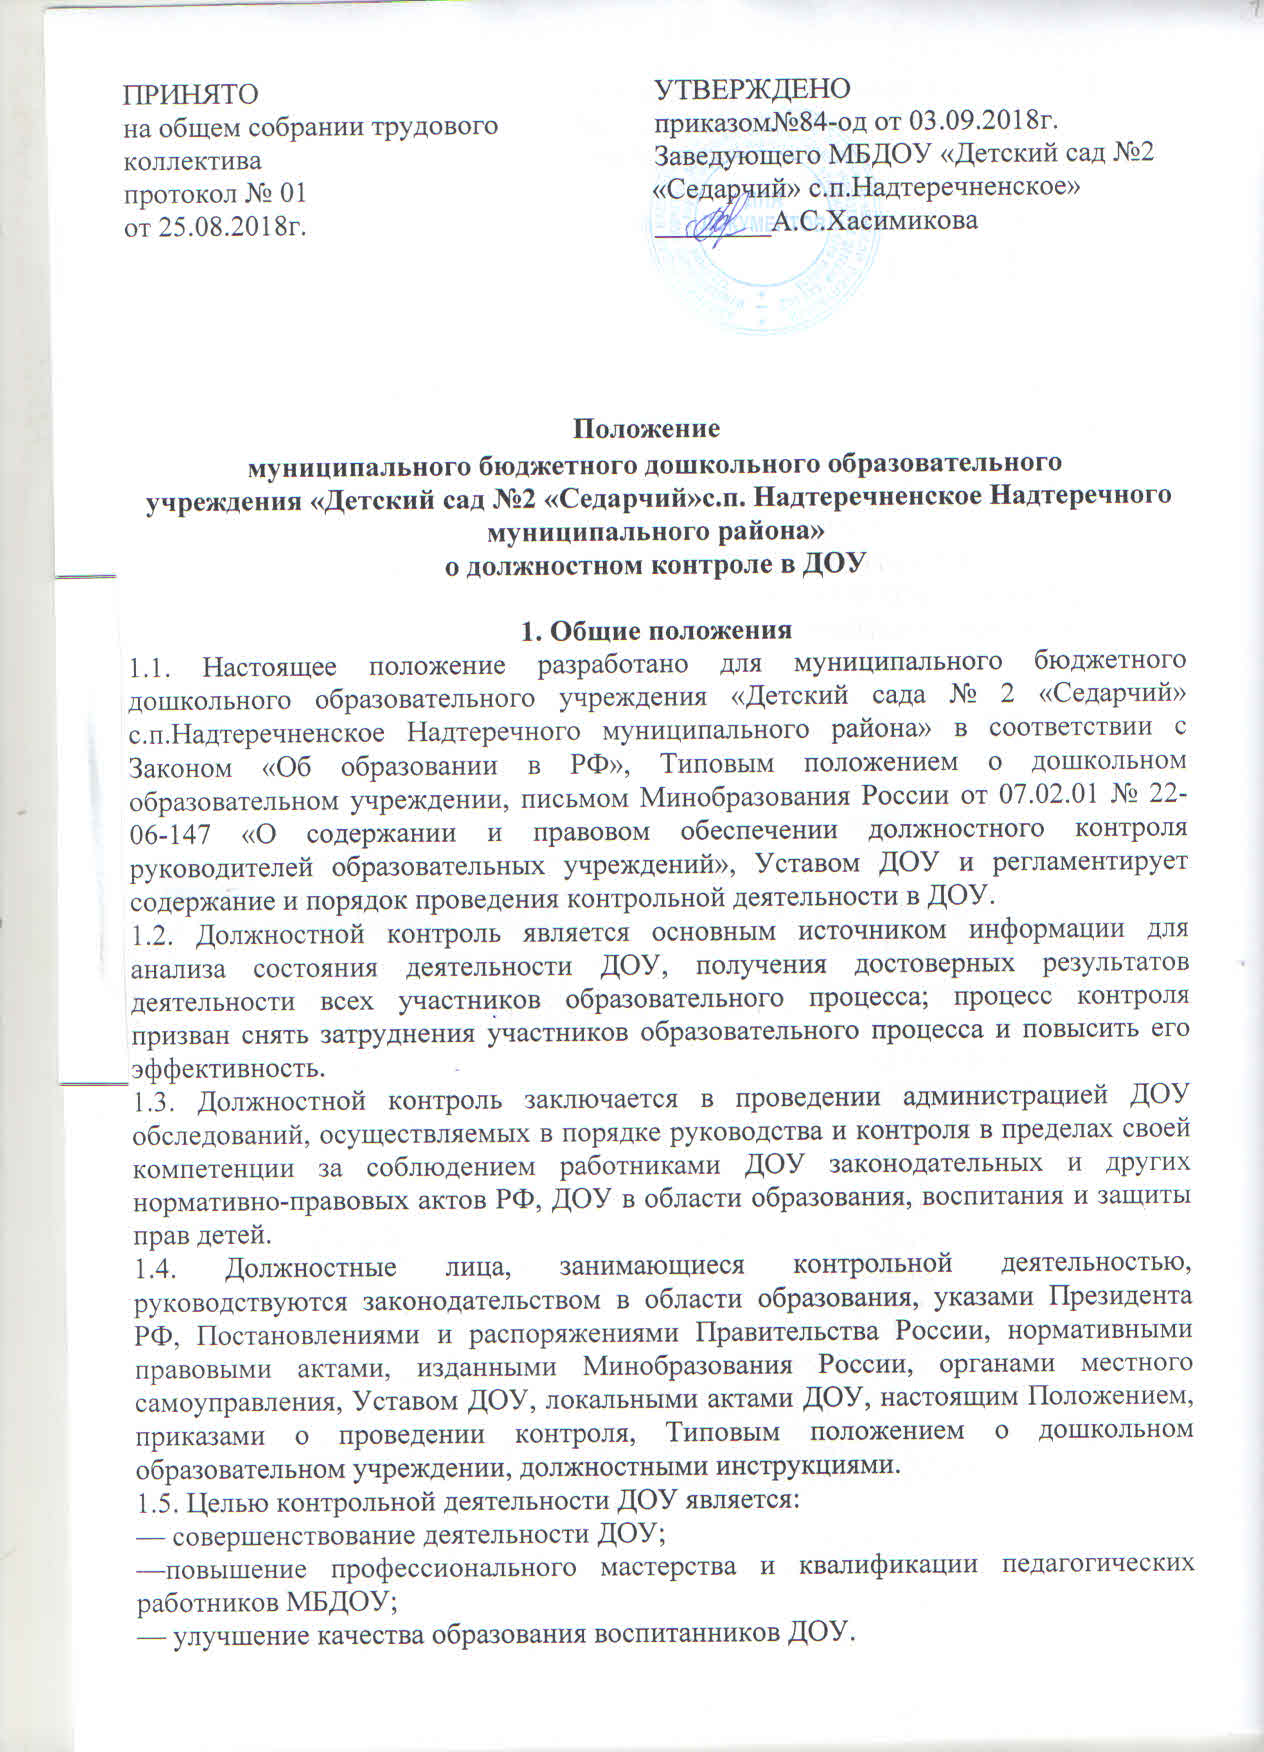 ПРИНЯТО
на общем собрании трудового
коллектива
протокол № 01
от 25.08.2018г.
УТВЕРЖДЕНО
приказом№84-од от 03.09.2018г.
Заведующего МБДОУ «Детский сад №2
«Седарчий» с.п.Надтеречненское»
________А.С.Хасимикова
Положение
муниципального бюджетного дошкольного образовательного
учреждения «Детский сад №2 «Седарчий»с.п. Надтеречненское Надтеречного
муниципального района»
о должностном контроле в ДОУ
1. Общие положения
1.1. Настоящее положение разработано для муниципального бюджетного
дошкольного образовательного учреждения «Детский сада № 2 «Седарчий»
с.п.Надтеречненское Надтеречного муниципального района» в соответствии с
Законом «Об образовании в РФ», Типовым положением о дошкольном
образовательном учреждении, письмом Минобразования России от 07.02.01 № 22-
06-147 «О содержании и правовом обеспечении должностного контроля
руководителей образовательных учреждений», Уставом ДОУ и регламентирует
содержание и порядок проведения контрольной деятельности в ДОУ.
1.2. Должностной контроль является основным источником информации для
анализа состояния деятельности ДОУ, получения достоверных результатов
деятельности всех участников образовательного процесса; процесс контроля
призван снять затруднения участников образовательного процесса и повысить его
эффективность.
1.3. Должностной контроль заключается в проведении администрацией ДОУ
обследований, осуществляемых в порядке руководства и контроля в пределах своей
компетенции за соблюдением работниками ДОУ законодательных и других
нормативно-правовых актов РФ, ДОУ в области образования, воспитания и защиты
прав детей.
1.4. Должностные лица, занимающиеся контрольной деятельностью,
руководствуются законодательством в области образования, указами Президента
РФ, Постановлениями и распоряжениями Правительства России, нормативными
правовыми актами, изданными Минобразования России, органами местного
самоуправления, Уставом ДОУ, локальными актами ДОУ, настоящим Положением,
приказами о проведении контроля, Типовым положением о дошкольном
образовательном учреждении, должностными инструкциями.
1.5. Целью контрольной деятельности ДОУ является:
— совершенствование деятельности ДОУ;
—повышение профессионального мастерства и квалификации педагогических
работников МБДОУ;
— улучшение качества образования воспитанников ДОУ.